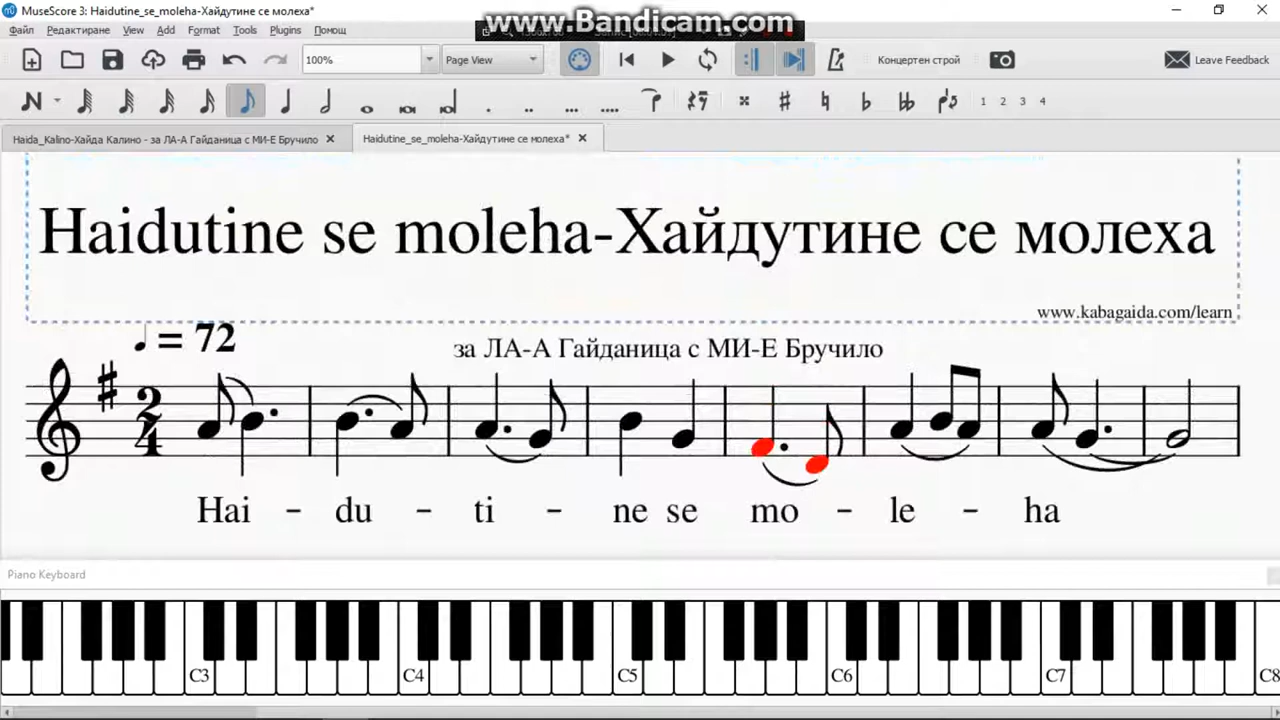 MuseScore 3: Haidutine_se_moleha-Хайдутине се молеха*
www.Bandicam.com
Файл Редактиране View Add Format Tools Plugins Помощ
100% Page View Концертен строй Leave Feedback
1 2 3 4
Haida_Kalino-Хайда Калино - за ЛА-А Гайданица с МИ-Е Бручило Haidutine_se_moleha-Хайдутине се молеха*
Haidutine se moleha-Хайдутине се молеха
www.kabagaida.com/learn
= 72
за ЛА-А Гайданица с МИ-Е Бручило
2
4
Hai - du - ti - ne se mo - le - ha
Piano Keyboard
C3 C4 C5 C6 C7 C8